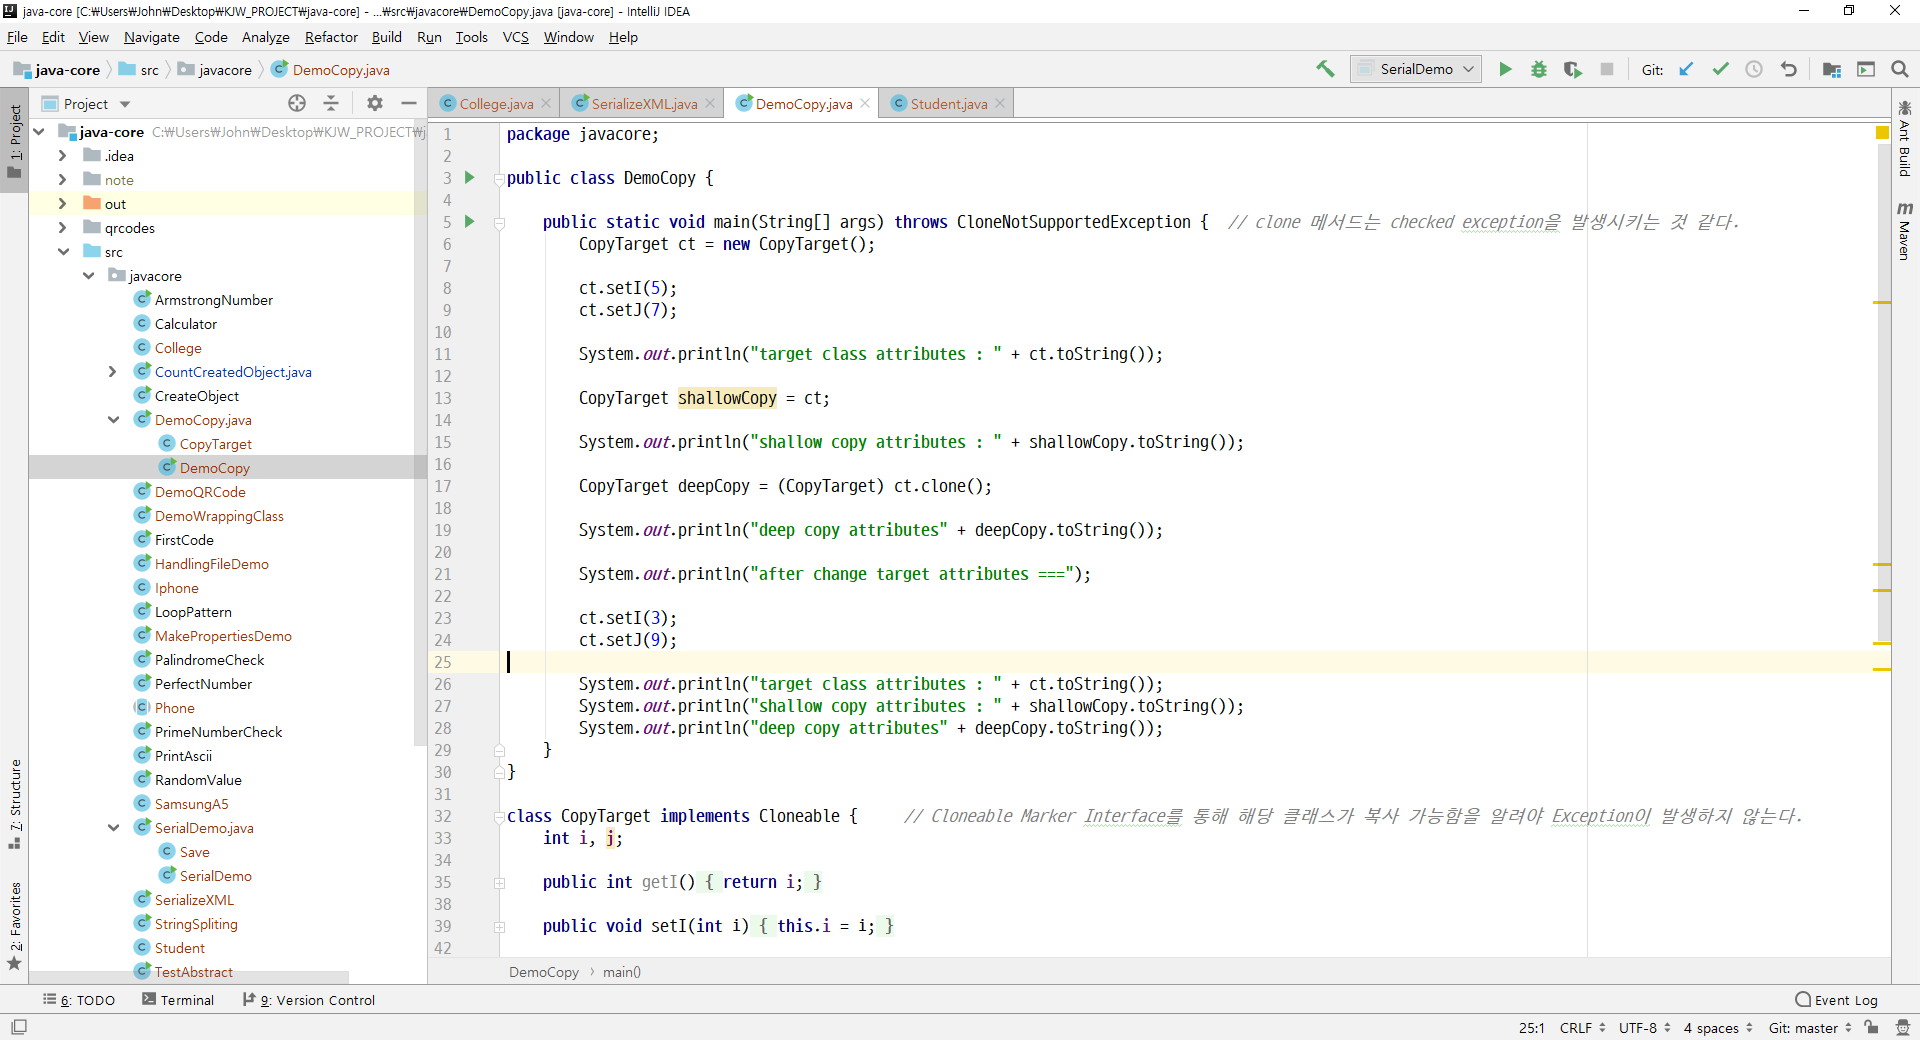 java-core [C:₩Users₩John₩Desktop₩KJW_PROJECT₩java-core] - ...₩src₩javacore₩DemoCopy.java [java-core] - IntelliJ IDEA
File Edit View Navigate Code Analyze Refactor Build Run Tools VCS Window Help
java-core src javacore DemoCopy.java SerialDemo Git:
Project College.java SerializeXML.java DemoCopy.java Student.java
1: Project
7: Structure
2: Favorites
java-core C:₩Users₩John₩Desktop₩KJW_PROJECT₩j
.idea
note
out
qrcodes
src
javacore
ArmstrongNumber
Calculator
College
CountCreatedObject.java
CreateObject
DemoCopy.java
CopyTarget
DemoCopy
DemoQRCode
DemoWrappingClass
FirstCode
HandlingFileDemo
Iphone
LoopPattern
MakePropertiesDemo
PalindromeCheck
PerfectNumber
Phone
PrimeNumberCheck
PrintAscii
RandomValue
SamsungA5
SerialDemo.java
Save
SerialDemo
SerializeXML
StringSpliting
Student
TestAbstract
1 package javacore;
2
3 public class DemoCopy {
4
5 public static void main(String[] args) throws CloneNotSupportedException { // clone 메서드는 checked exception을 발생시키는 것 같다.
6 CopyTarget ct = new CopyTarget();
7
8 ct.setI(5);
9 ct.setJ(7);
10
11 System.out.println("target class attributes : " + ct.toString());
12
13 CopyTarget shallowCopy = ct;
14
15 System.out.println("shallow copy attributes : " + shallowCopy.toString());
16
17 CopyTarget deepCopy = (CopyTarget) ct.clone();
18
19 System.out.println("deep copy attributes" + deepCopy.toString());
20
21 System.out.println("after change target attributes ===");
22
23 ct.setI(3);
24 ct.setJ(9);
25
26 System.out.println("target class attributes : " + ct.toString());
27 System.out.println("shallow copy attributes : " + shallowCopy.toString());
28 System.out.println("deep copy attributes" + deepCopy.toString());
29 }
30 }
31
32 class CopyTarget implements Cloneable { // Cloneable Marker Interface를 통해 해당 클래스가 복사 가능함을 알려야 Exception이 발생하지 않는다.
33 int i, j;
34
35 public int getI() { return i; }
38
39 public void setI(int i) { this.i = i; }
42
DemoCopy › main()
Ant Build
Maven
6: TODO Terminal 9: Version Control Event Log
25:1 CRLF UTF-8 4 spaces Git: master